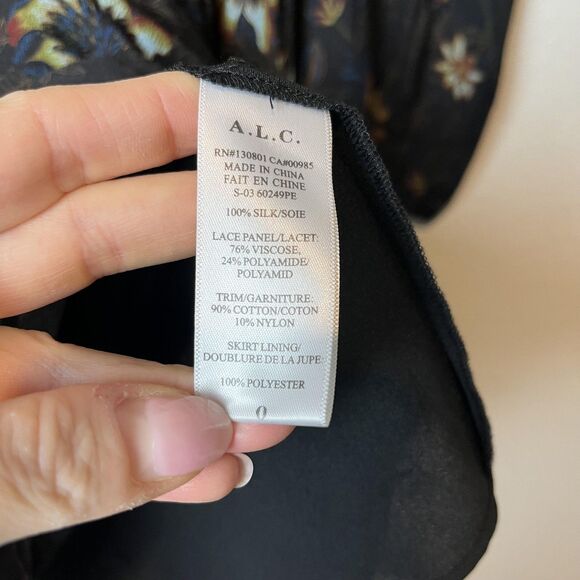 A.L.C.
RN#130801 CA#00985
MADE IN CHINA
FAIT EN CHINE
S-03 60249PE
100% SILK/SOIE
LACE PANEL/LACET:
76% VISCOSE,
24% POLYAMIDE/
POLYAMID
TRIM/GARNITURE:
90% COTTON/COTON
10% NYLON
SKIRT LINING/
DOUBLURE DE LA JUPE:
100% POLYESTER
0